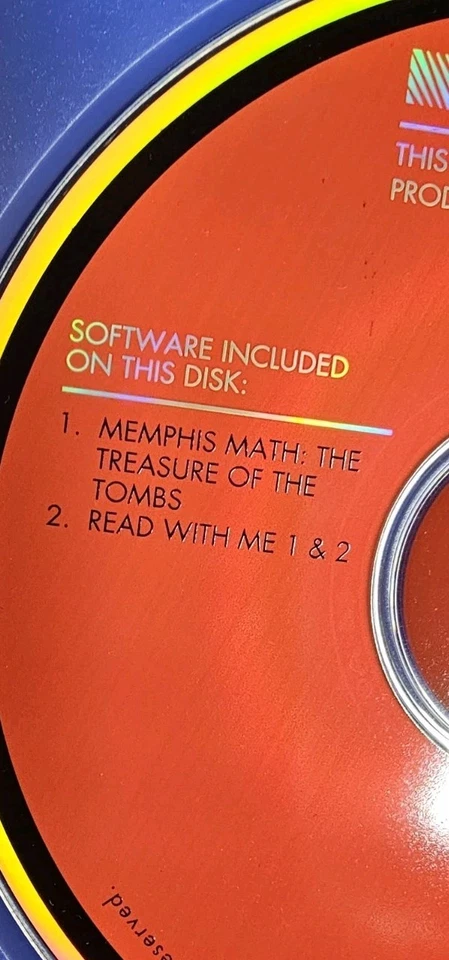 THIS
SOFTWARE INCLUDED
ON THIS DISK:
1. MEMPHIS MATH: THE
TREASURE OF THE
TOMBS
2. READ WITH ME 1 & 2